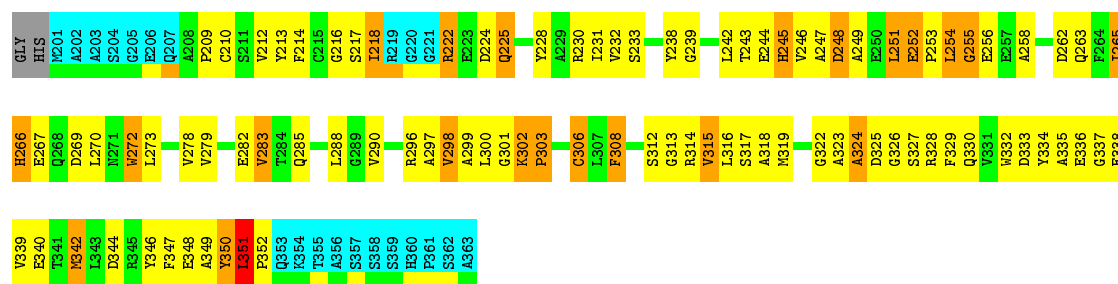 GLY HIS M201 A202 A203 S204 G205 E206 Q207 A208 P209 C210 S211 V212 Y213 F214 C215 G216 S217 I218 R219 G220 G221 R222 E223 D224 Q225 Y228 A229 R230 I231 V232 S233 Y238 G239 L242 T243 E244 H245 V246 A247 D248 A249 E250 L251 E252 P253 L254 G255 E256 E257 A258 D262 Q263 F264 I265
H266 E267 Q268 D269 L270 N271 W272 L273 V278 V279 E282 V283 T284 Q285 L288 G289 V290 R296 A297 V298 A299 L300 G301 K302 P303 C306 L307 F308 S312 G313 R314 V315 L316 S317 A318 M319 G322 A323 A324 D325 G326 S327 R328 F329 Q330 V331 W332 D333 Y334 A335 E336 G337
V339 E340 T341 M342 L343 D344 R345 Y346 F347 E348 A349 Y350 L351 P352 Q353 K354 T355 A356 S357 S358 S359 H360 P361 S362 A363